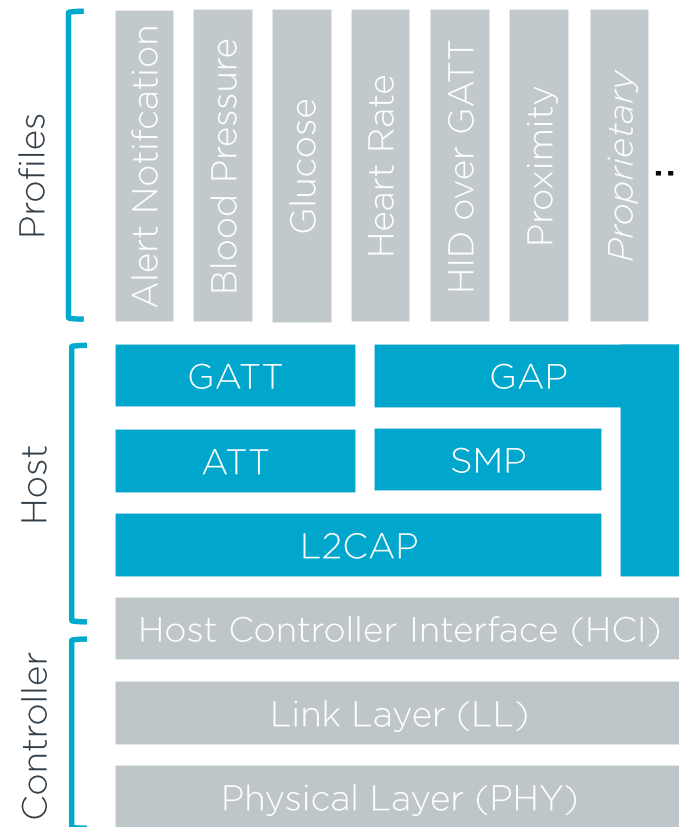 Profiles
Alert Notifcation
Blood Pressure
Glucose
Heart Rate
HID over GATT
Proximity
Proprietary
..
Host
GATT
GAP
ATT
SMP
L2CAP
Host Controller Interface (HCI)
Controller
Link Layer (LL)
Physical Layer (PHY)